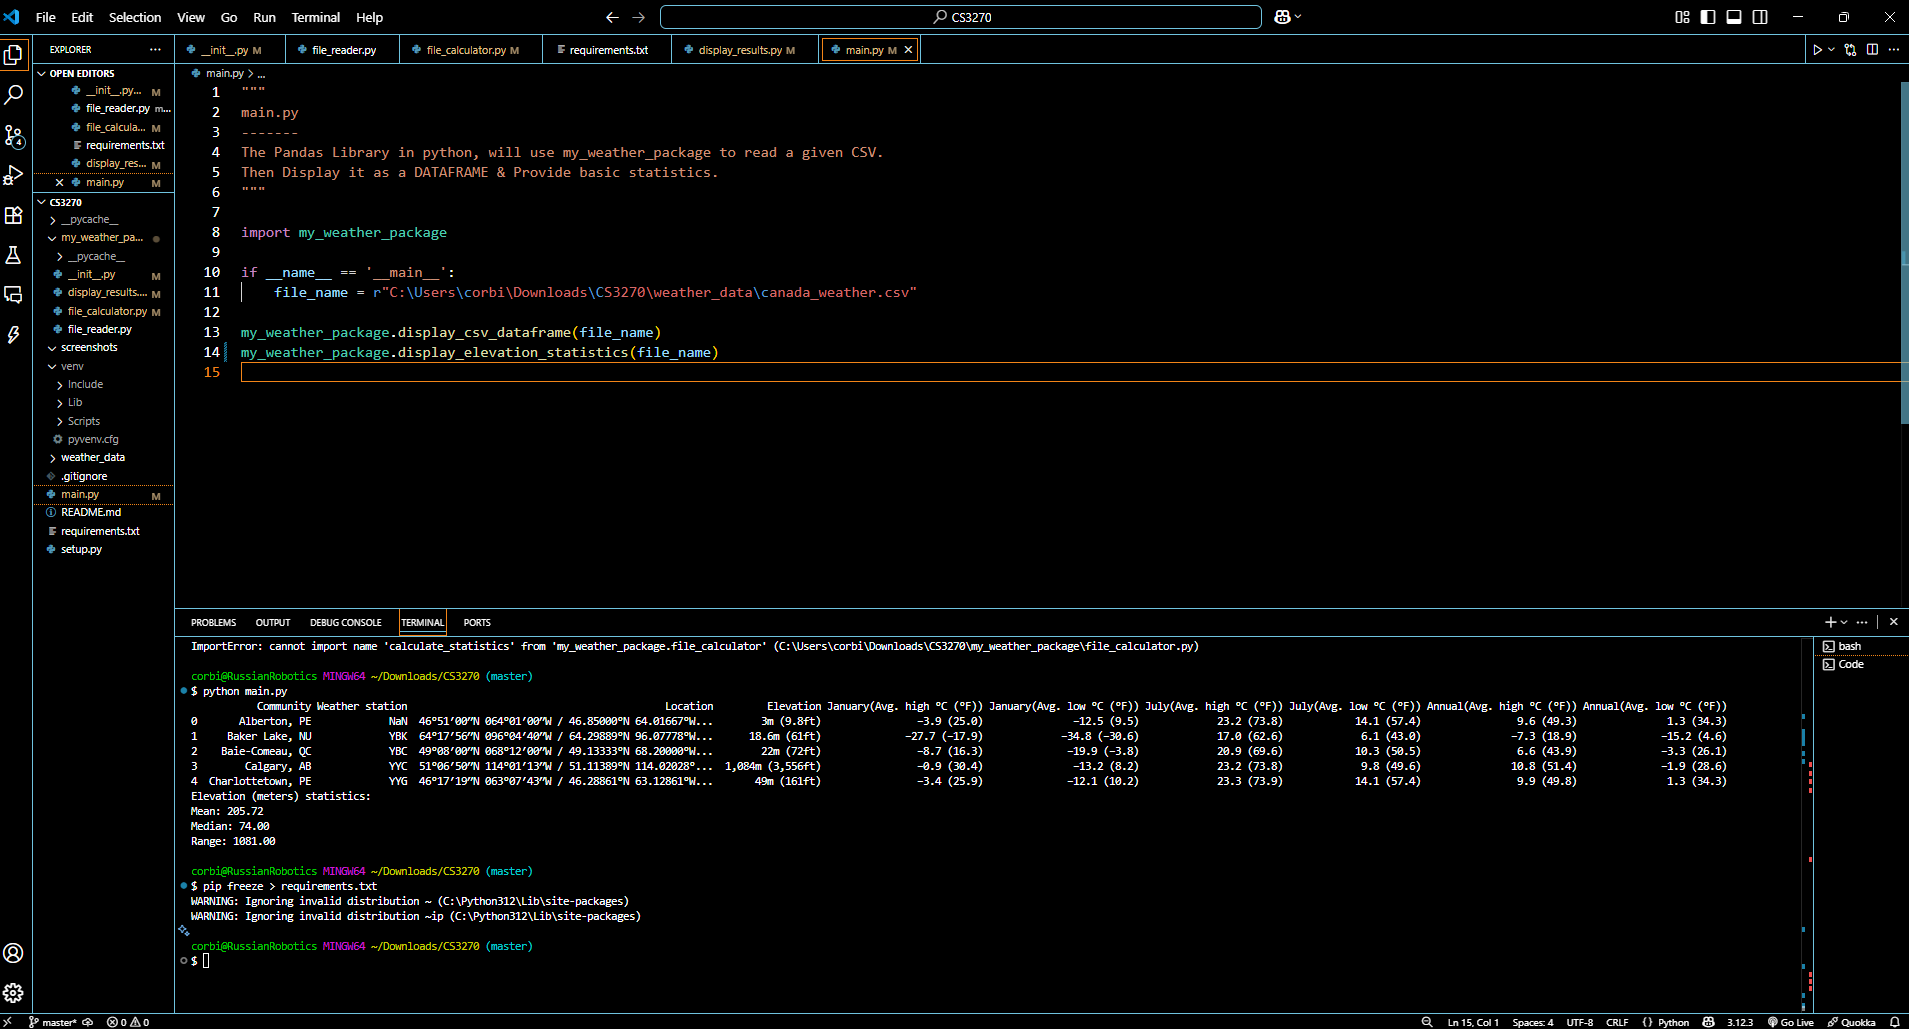 File Edit Selection View Go Run Terminal Help
CS3270
EXPLORER
__init__.py M
file_reader.py
file_calculator.py M
requirements.txt
display_results.py M
main.py M
OPEN EDITORS
__init__.py... M
file_reader.py m...
file_calcula... M
requirements.txt
display_res... M
main.py M
CS3270
__pycache__
my_weather_pa...
__pycache__
__init__.py M
display_results.... M
file_calculator.py M
file_reader.py
screenshots
venv
Include
Lib
Scripts
pyvenv.cfg
weather_data
.gitignore
main.py M
README.md
requirements.txt
setup.py
main.py > ...
1 """
2 main.py
3 -------
4 The Pandas Library in python, will use my_weather_package to read a given CSV.
5 Then Display it as a DATAFRAME & Provide basic statistics.
6 """
7
8 import my_weather_package
9
10 if __name__ == '__main__':
11 file_name = r"C:\Users\corbi\Downloads\CS3270\weather_data\canada_weather.csv"
12
13 my_weather_package.display_csv_dataframe(file_name)
14 my_weather_package.display_elevation_statistics(file_name)
15
PROBLEMS OUTPUT DEBUG CONSOLE TERMINAL PORTS
ImportError: cannot import name 'calculate_statistics' from 'my_weather_package.file_calculator' (C:\Users\corbi\Downloads\CS3270\my_weather_package\file_calculator.py)
corbi@RussianRobotics MINGW64 ~/Downloads/CS3270 (master)
$ python main.py
Community Weather station Location Elevation January(Avg. high °C (°F)) January(Avg. low °C (°F)) July(Avg. high °C (°F)) July(Avg. low °C (°F)) Annual(Avg. high °C (°F)) Annual(Avg. low °C (°F))
0 Alberton, PE NaN 46°51′00″N 064°01′00″W / 46.85000°N 64.01667°W... 3m (9.8ft) −3.9 (25.0) −12.5 (9.5) 23.2 (73.8) 14.1 (57.4) 9.6 (49.3) 1.3 (34.3)
1 Baker Lake, NU YBK 64°17′56″N 096°04′40″W / 64.29889°N 96.07778°W... 18.6m (61ft) −27.7 (−17.9) −34.8 (−30.6) 17.0 (62.6) 6.1 (43.0) −7.3 (18.9) −15.2 (4.6)
2 Baie-Comeau, QC YBC 49°08′00″N 068°12′00″W / 49.13333°N 68.20000°W... 22m (72ft) −8.7 (16.3) −19.9 (−3.8) 20.9 (69.6) 10.3 (50.5) 6.6 (43.9) −3.3 (26.1)
3 Calgary, AB YYC 51°06′50″N 114°01′13″W / 51.11389°N 114.02028°... 1,084m (3,556ft) −0.9 (30.4) −13.2 (8.2) 23.2 (73.8) 9.8 (49.6) 10.8 (51.4) −1.9 (28.6)
4 Charlottetown, PE YYG 46°17′19″N 063°07′43″W / 46.28861°N 63.12861°W... 49m (161ft) −3.4 (25.9) −12.1 (10.2) 23.3 (73.9) 14.1 (57.4) 9.9 (49.8) 1.3 (34.3)
Elevation (meters) statistics:
Mean: 205.72
Median: 74.00
Range: 1081.00
corbi@RussianRobotics MINGW64 ~/Downloads/CS3270 (master)
$ pip freeze > requirements.txt
WARNING: Ignoring invalid distribution ~ (C:\Python312\Lib\site-packages)
WARNING: Ignoring invalid distribution ~ip (C:\Python312\Lib\site-packages)
corbi@RussianRobotics MINGW64 ~/Downloads/CS3270 (master)
$
bash
Code
4
master* 0 0
Ln 15, Col 1 Spaces: 4 UTF-8 CRLF {} Python 3.12.3 Go Live Quokka